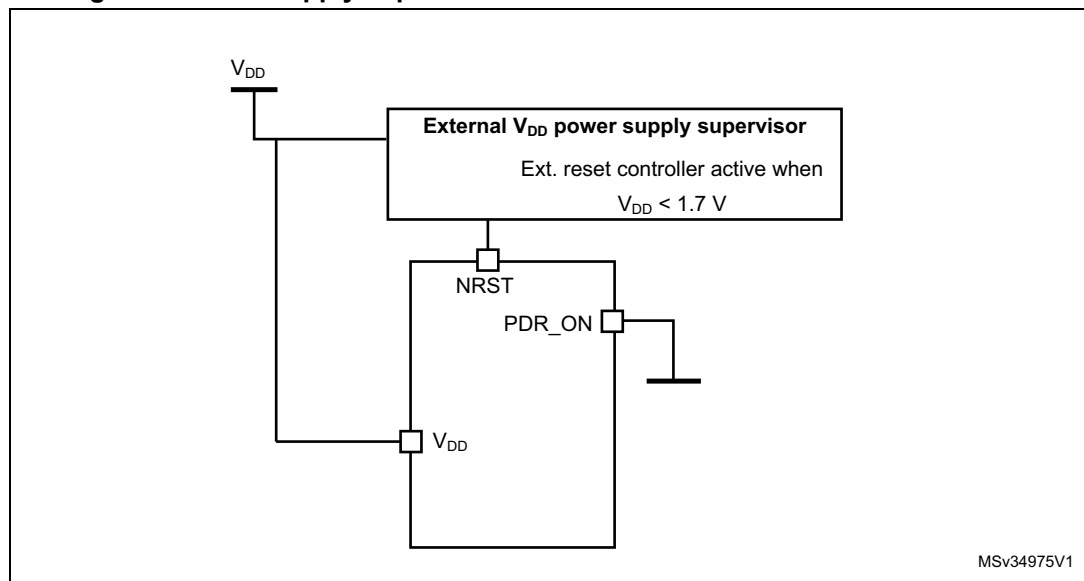 V_DD
External V_DD power supply supervisor
Ext. reset controller active when
V_DD < 1.7 V
NRST
PDR_ON
V_DD
MSv34975V1